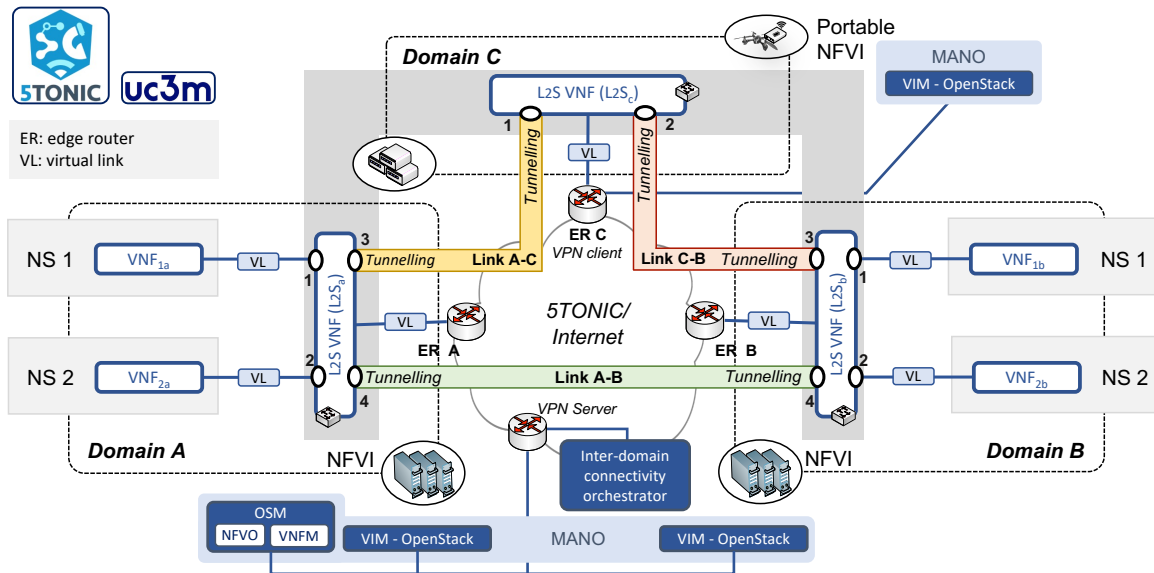 5G
5TONIC
uc3m
ER: edge router
VL: virtual link
Domain C
Portable
NFVI
MANO
VIM - OpenStack
L2S VNF (L2Sc)
1
2
Tunnelling
VL
Tunnelling
ER C
VPN client
NS 1
VNF1a
VL
1
3
Tunnelling
Link A-C
Link C-B
Tunnelling
3
1
VL
VNF1b
NS 1
L2S VNF (L2Sa)
VL
ER A
5TONIC/
Internet
ER B
VL
L2S VNF (L2Sb)
NS 2
VNF2a
VL
2
4
Tunnelling
Link A-B
Tunnelling
4
2
VL
VNF2b
NS 2
VPN Server
Domain A
NFVI
Inter-domain
connectivity
orchestrator
NFVI
Domain B
OSM
NFVO
VNFM
VIM - OpenStack
MANO
VIM - OpenStack